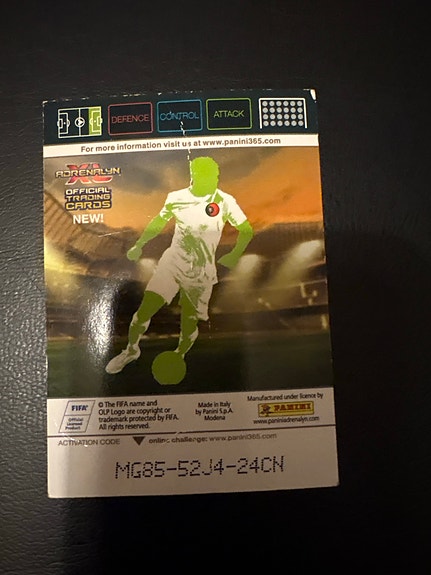 DEFENCE CONTROL ATTACK
For more information visit us at www.panini365.com
ADRENALYN
XL
OFFICIAL
TRADING
CARDS
NEW!
FIFA®
Official
Licensed
Product
© The FIFA name and
OLP Logo are copyright or
trademark protected by FIFA.
All rights reserved.
Made in Italy
by Panini S.p.A.
Modena
Manufactured under licence by
PANINI
www.paniniadrenalyn.com
ACTIVATION CODE online challenge: www.panini365.com
MG85-52J4-24CN